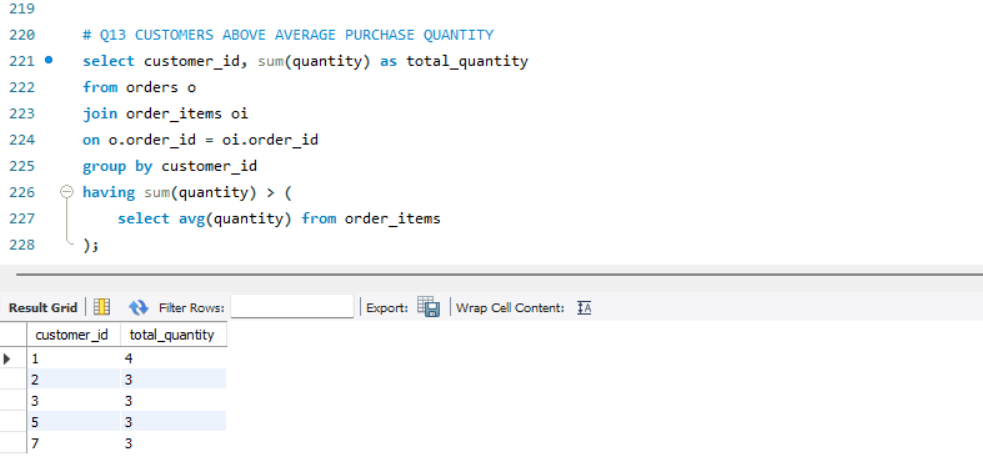 219
220 # Q13 CUSTOMERS ABOVE AVERAGE PURCHASE QUANTITY
221 select customer_id, sum(quantity) as total_quantity
222 from orders o
223 join order_items oi
224 on o.order_id = oi.order_id
225 group by customer_id
226 having sum(quantity) > (
227 select avg(quantity) from order_items
228 );
Result Grid Filter Rows: Export: Wrap Cell Content: IA
customer_id total_quantity
1 4
2 3
3 3
5 3
7 3